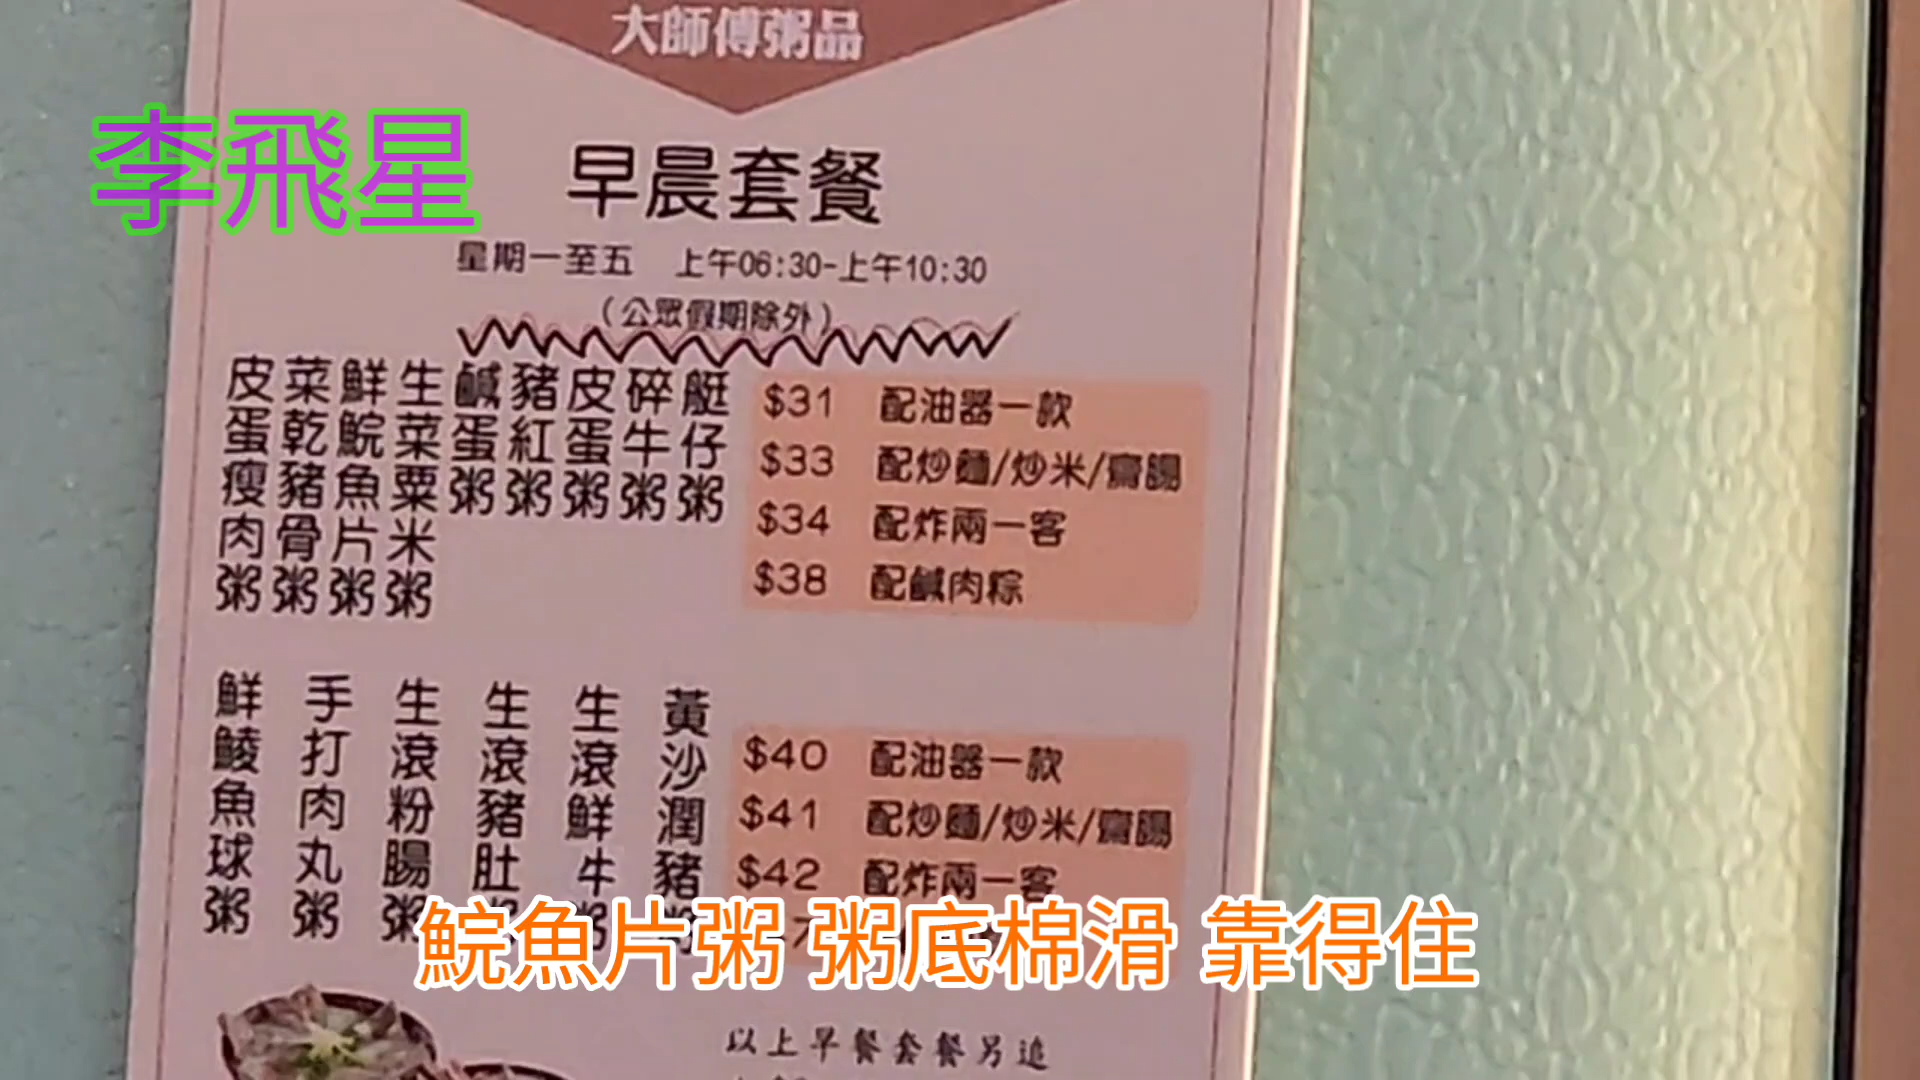 大師傅粥品
李飛星
早晨套餐
星期一至五 上午06:30-上午10:30
(公眾假期除外)
皮蛋瘦肉粥
菜乾豬骨粥
鮮鯇魚片粥
生菜粟米粥
鹹蛋粥
豬紅粥
皮蛋粥
碎牛粥
艇仔粥
$31 配油器一款
$33 配炒麵/炒米/齋腸
$34 配炸兩一客
$38 配鹹肉粽
鮮鯪魚球粥
手打肉丸粥
生滾粉腸粥
生滾豬肚
生滾鮮牛
黃沙潤豬
$40 配油器一款
$41 配炒麵/炒米/齋腸
$42 配炸兩一客
鯇魚片粥 粥底棉滑 靠得住
以上早餐套餐另追